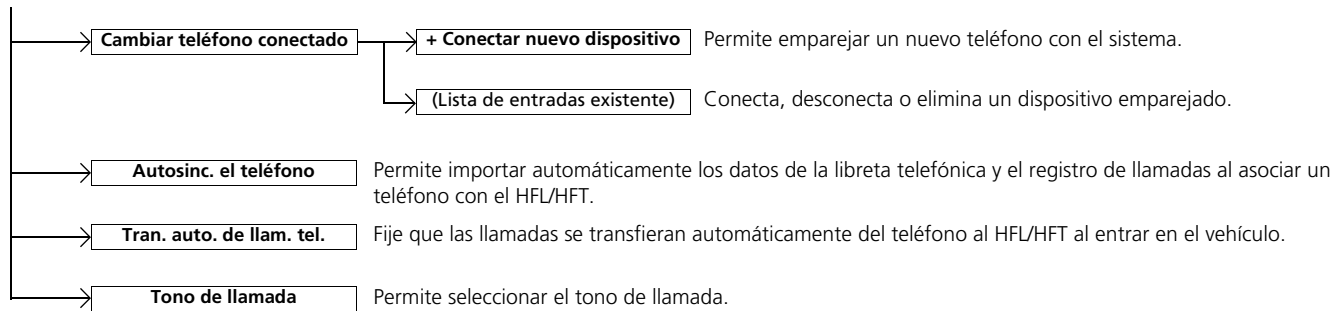 Cambiar teléfono conectado
+ Conectar nuevo dispositivo
Permite emparejar un nuevo teléfono con el sistema.
(Lista de entradas existente)
Conecta, desconecta o elimina un dispositivo emparejado.
Autosinc. el teléfono
Permite importar automáticamente los datos de la libreta telefónica y el registro de llamadas al asociar un
teléfono con el HFL/HFT.
Tran. auto. de llam. tel.
Fije que las llamadas se transfieran automáticamente del teléfono al HFL/HFT al entrar en el vehículo.
Tono de llamada
Permite seleccionar el tono de llamada.